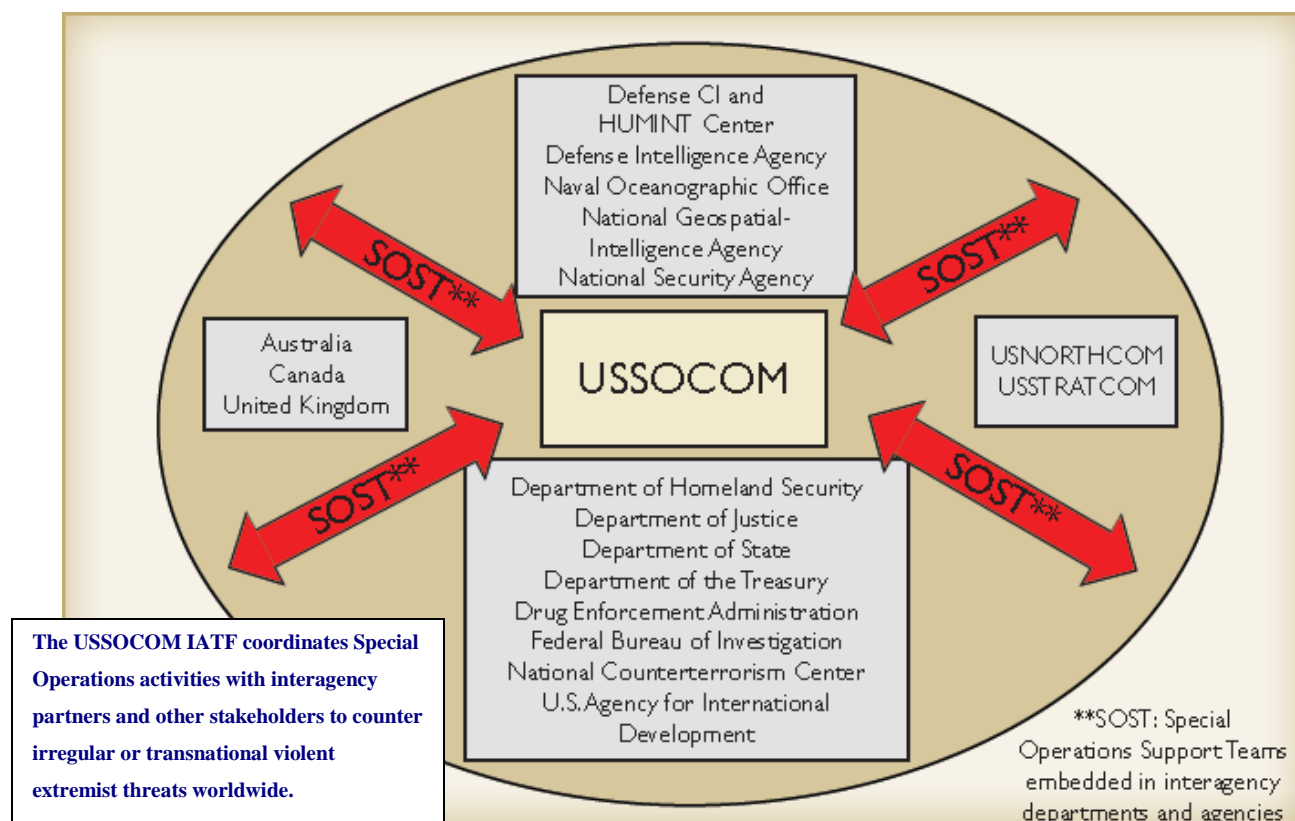 Defense CI and
HUMINT Center
Defense Intelligence Agency
Naval Oceanographic Office
National Geospatial-
Intelligence Agency
National Security Agency
SOST**
SOST**
Australia
Canada
United Kingdom
USSOCOM
USNORTHCOM
USSTRATCOM
SOST**
SOST**
Department of Homeland Security
Department of Justice
Department of State
Department of the Treasury
Drug Enforcement Administration
Federal Bureau of Investigation
National Counterterrorism Center
U.S. Agency for International
Development
The USSOCOM IATF coordinates Special
Operations activities with interagency
partners and other stakeholders to counter
irregular or transnational violent
extremist threats worldwide.
**SOST: Special
Operations Support Teams
embedded in interagency
departments and agencies